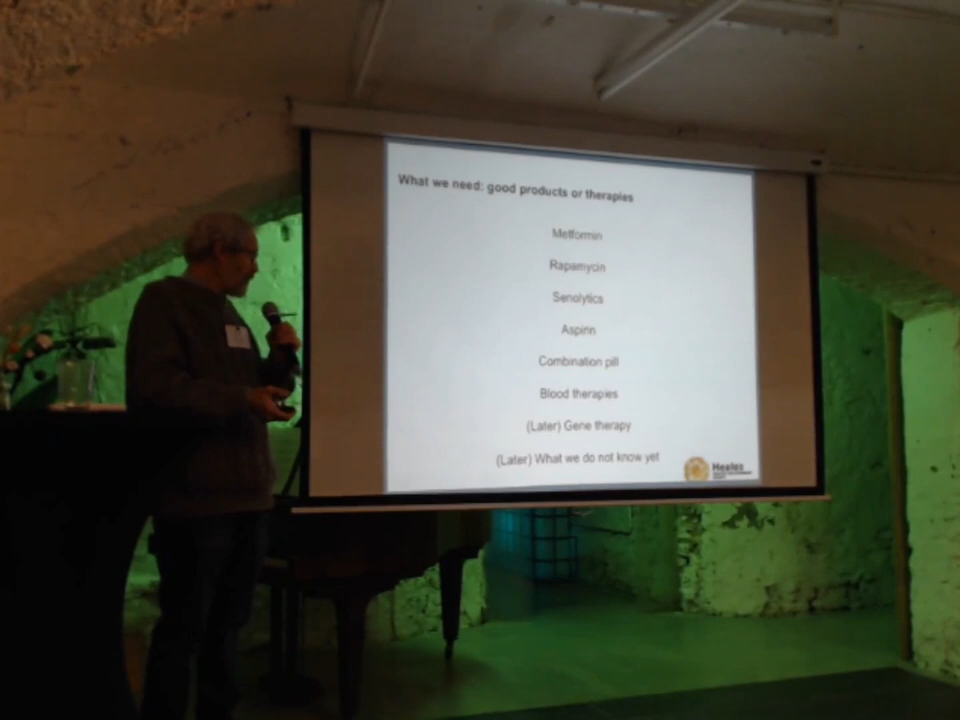 What we need: good products or therapies
Metformin
Rapamycin
Senolytics
Aspirin
Combination pill
Blood therapies
(Later) Gene therapy
(Later) What we do not know yet
Heales